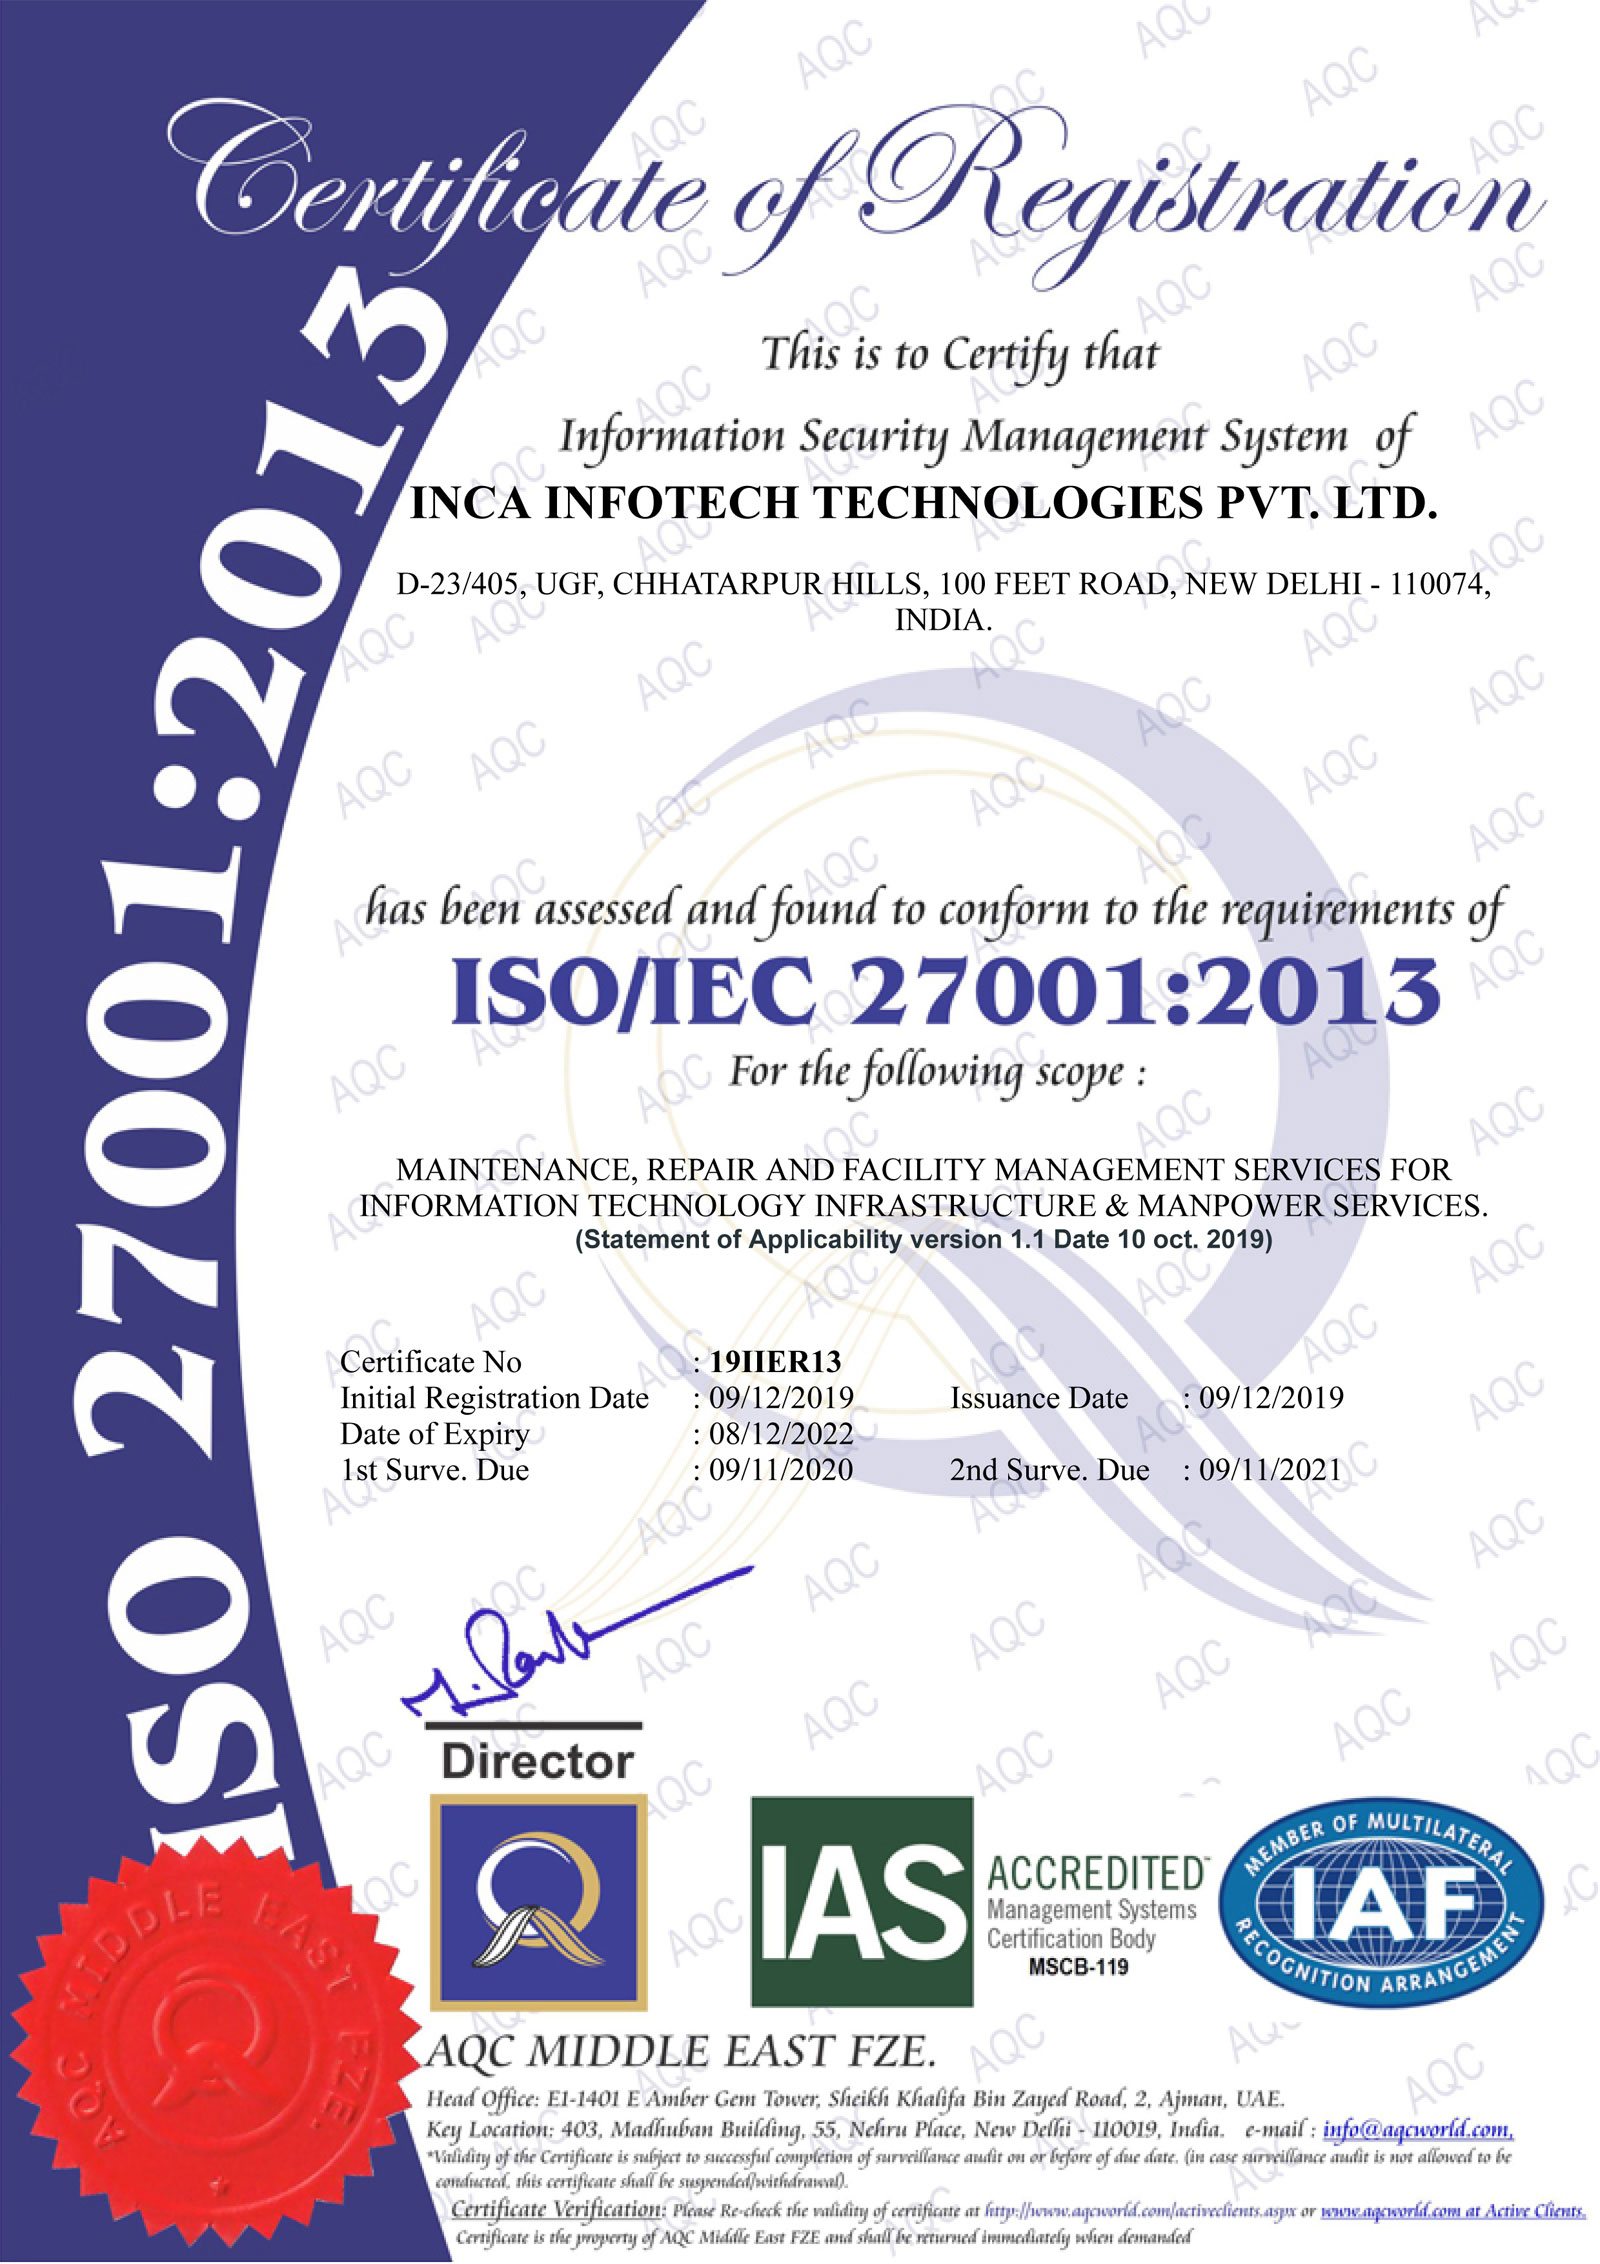 Certificate of Registration
ISO 27001:2013
This is to Certify that
Information Security Management System of
INCA INFOTECH TECHNOLOGIES PVT. LTD.
D-23/405, UGF, CHHATARPUR HILLS, 100 FEET ROAD, NEW DELHI - 110074,
INDIA.
has been assessed and found to conform to the requirements of
ISO/IEC 27001:2013
For the following scope :
MAINTENANCE, REPAIR AND FACILITY MANAGEMENT SERVICES FOR
INFORMATION TECHNOLOGY INFRASTRUCTURE & MANPOWER SERVICES.
(Statement of Applicability version 1.1 Date 10 oct. 2019)
Certificate No : 19IIER13
Initial Registration Date : 09/12/2019 Issuance Date : 09/12/2019
Date of Expiry : 08/12/2022
1st Surve. Due : 09/11/2020 2nd Surve. Due : 09/11/2021
Director
IAS
ACCREDITED™
Management Systems
Certification Body
MSCB-119
MEMBER OF MULTILATERAL
IAF
RECOGNITION ARRANGEMENT
AQC MIDDLE EAST FZE.
AQC MIDDLE EAST FZE.
Head Office: E1-1401 E Amber Gem Tower, Sheikh Khalifa Bin Zayed Road, 2, Ajman, UAE.
Key Location: 403, Madhuban Building, 55, Nehru Place, New Delhi - 110019, India. e-mail : info@aqcworld.com,
*Validity of the Certificate is subject to successful completion of surveillance audit on or before of due date. (in case surveillance audit is not allowed to be
conducted, this certificate shall be suspended/withdrawal).
Certificate Verification: Please Re-check the validity of certificate at http://www.aqcworld.com/activeclients.aspx or www.aqcworld.com at Active Clients.
Certificate is the property of AQC Middle East FZE and shall be returned immediately when demanded
AQC